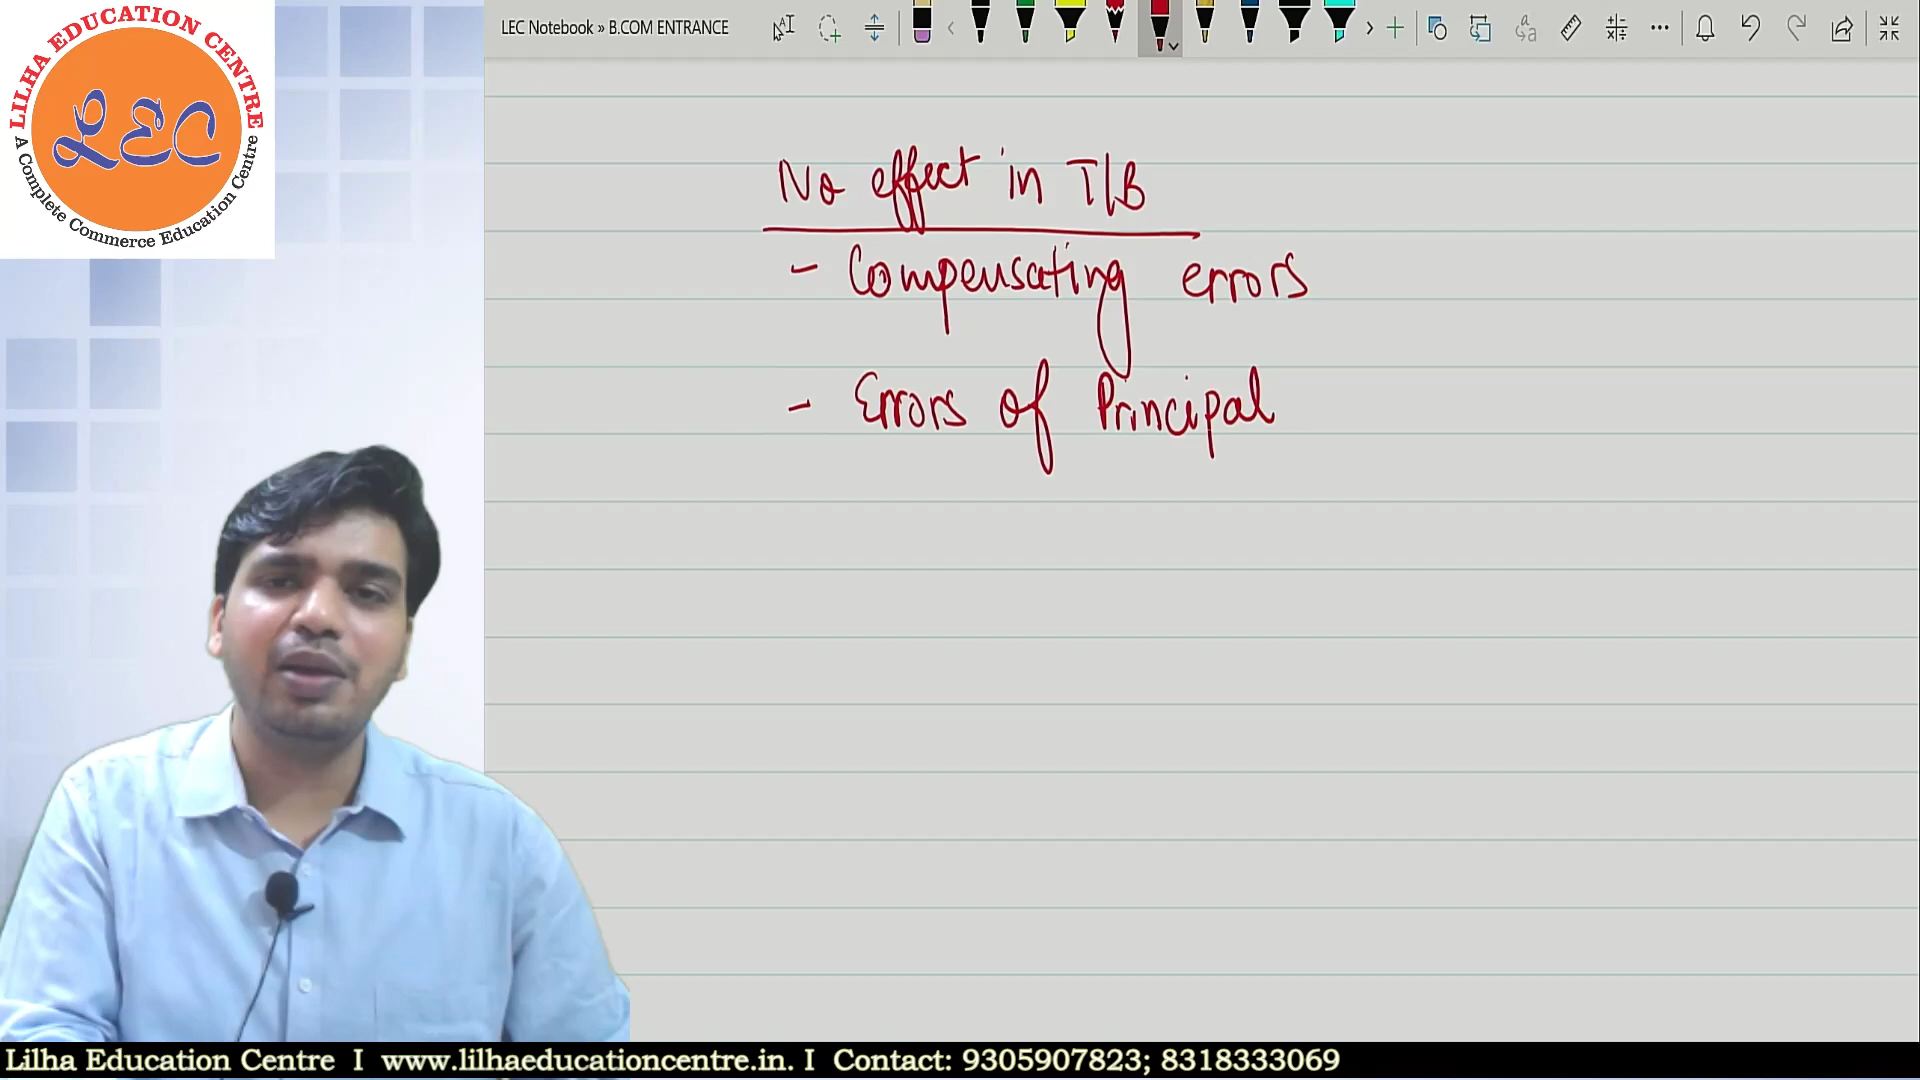 LILHA EDUCATION CENTRE
LEC
A Complete Commerce Education Centre
LEC Notebook » B.COM ENTRANCE
No effect in T/B
- Compensating errors
- Errors of Principal
Lilha Education Centre I www.lilhaeducationcentre.in. I Contact: 9305907823; 8318333069